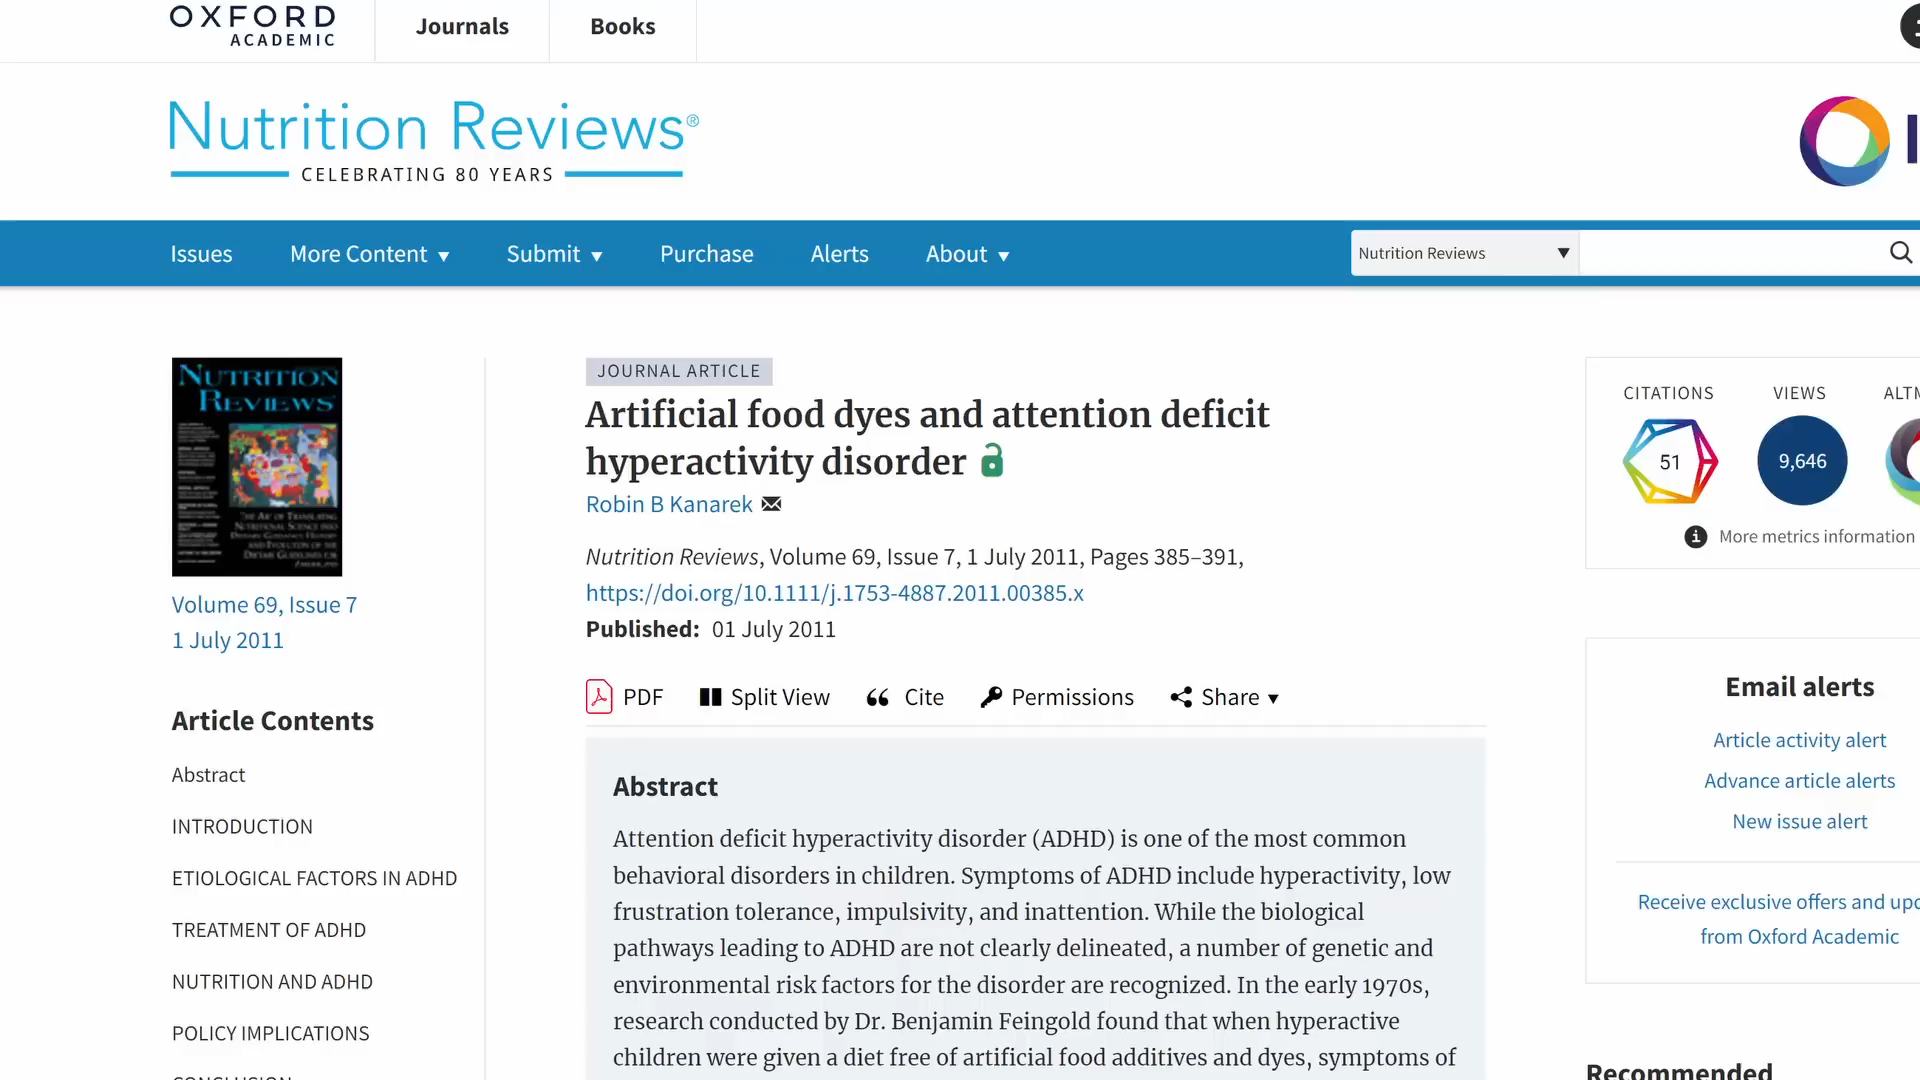 OXFORD
ACADEMIC
Journals
Books
Nutrition Reviews®
CELEBRATING 80 YEARS
Issues
More Content
Submit
Purchase
Alerts
About
Nutrition Reviews
NUTRITION
REVIEWS
Volume 69, Issue 7
1 July 2011
Article Contents
Abstract
INTRODUCTION
ETIOLOGICAL FACTORS IN ADHD
TREATMENT OF ADHD
NUTRITION AND ADHD
POLICY IMPLICATIONS
CONCLUSION
JOURNAL ARTICLE
Artificial food dyes and attention deficit
hyperactivity disorder
Robin B Kanarek
Nutrition Reviews, Volume 69, Issue 7, 1 July 2011, Pages 385–391,
https://doi.org/10.1111/j.1753-4887.2011.00385.x
Published: 01 July 2011
PDF
Split View
Cite
Permissions
Share
Abstract
Attention deficit hyperactivity disorder (ADHD) is one of the most common
behavioral disorders in children. Symptoms of ADHD include hyperactivity, low
frustration tolerance, impulsivity, and inattention. While the biological
pathways leading to ADHD are not clearly delineated, a number of genetic and
environmental risk factors for the disorder are recognized. In the early 1970s,
research conducted by Dr. Benjamin Feingold found that when hyperactive
children were given a diet free of artificial food additives and dyes, symptoms of
CITATIONS
VIEWS
ALTM
51
9,646
More metrics information
Email alerts
Article activity alert
Advance article alerts
New issue alert
Receive exclusive offers and upd
from Oxford Academic
Recommended